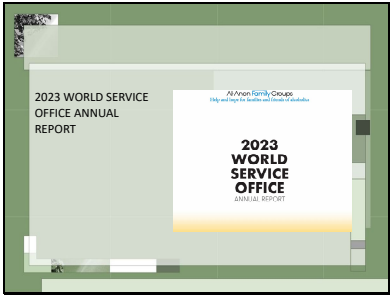 2023 WORLD SERVICE
OFFICE ANNUAL
REPORT
Al-Anon Family Groups
Help and hope for families and friends of alcoholics
2023
WORLD
SERVICE
OFFICE
ANNUAL REPORT